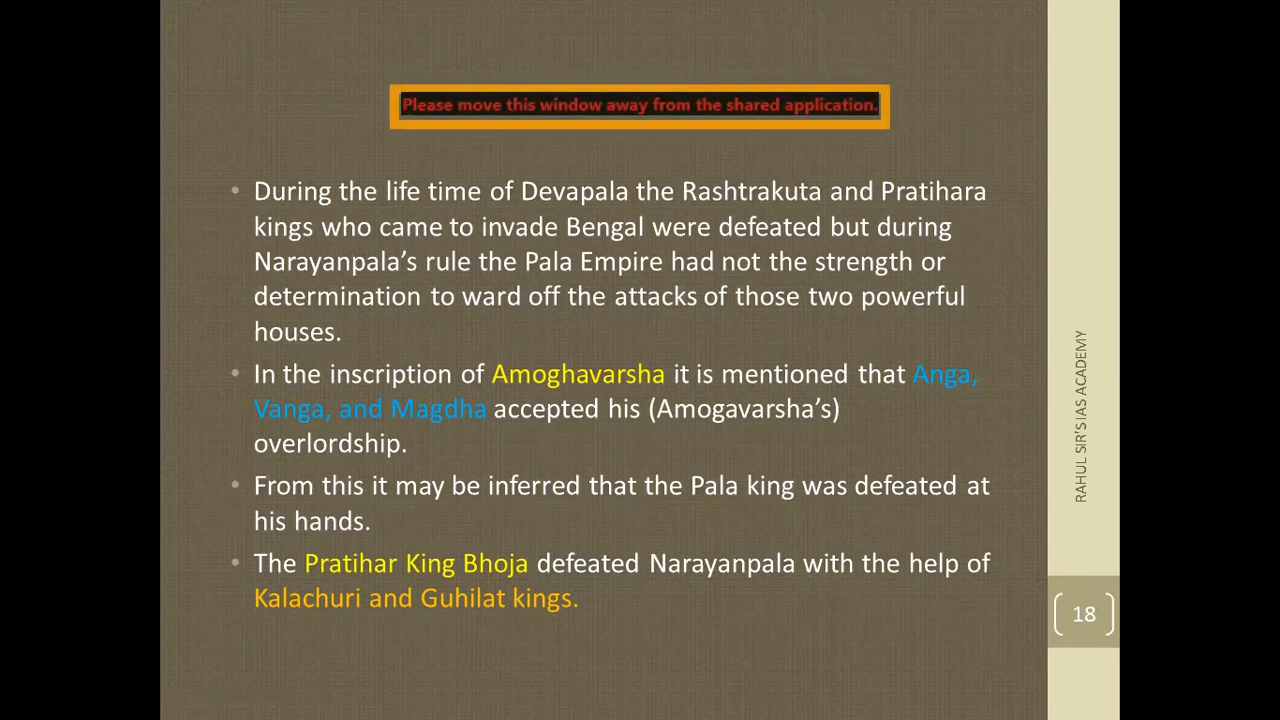 Please move this window away from the shared application.
• During the life time of Devapala the Rashtrakuta and Pratihara
kings who came to invade Bengal were defeated but during
Narayanpala’s rule the Pala Empire had not the strength or
determination to ward off the attacks of those two powerful
houses.
• In the inscription of Amoghavarsha it is mentioned that Anga,
Vanga, and Magdha accepted his (Amogavarsha’s)
overlordship.
• From this it may be inferred that the Pala king was defeated at
his hands.
• The Pratihar King Bhoja defeated Narayanpala with the help of
Kalachuri and Guhilat kings.
RAHUL SIR’S IAS ACADEMY
18